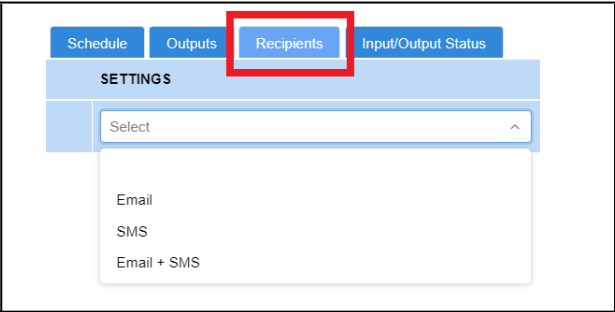 Schedule Outputs Recipients Input/Output Status
SETTINGS
Select
Email
SMS
Email + SMS